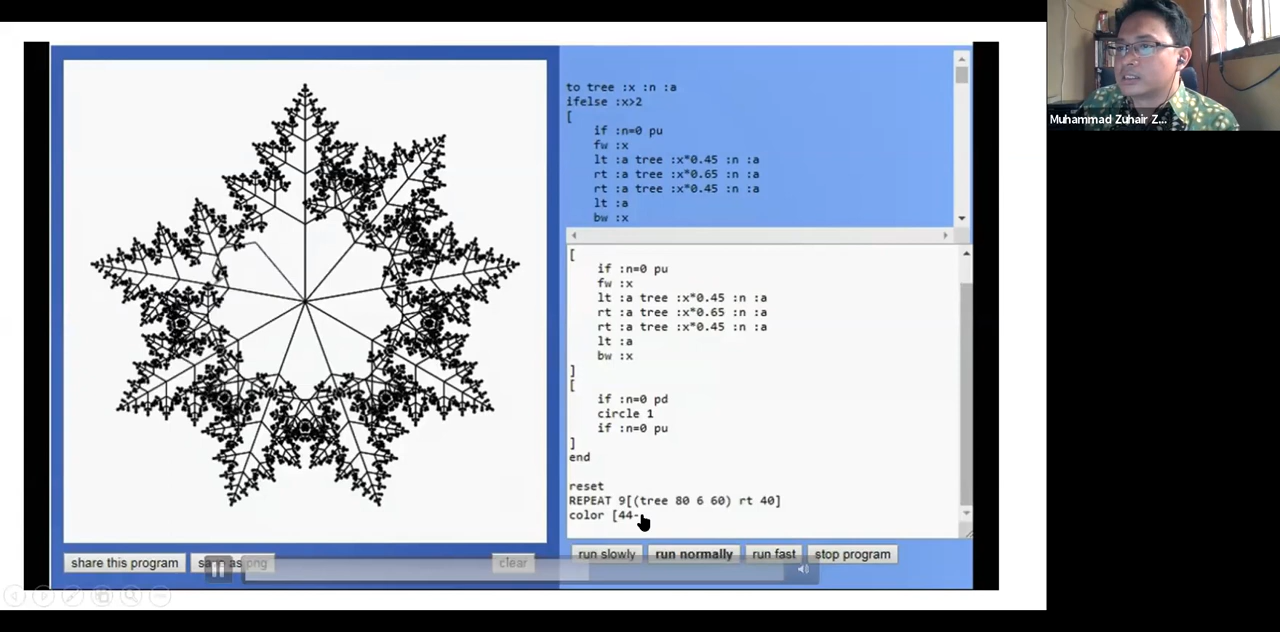 to tree :x :n :a
ifelse :x>2
[
if :n=0 pu
fw :x
lt :a tree :x*0.45 :n :a
rt :a tree :x*0.65 :n :a
rt :a tree :x*0.45 :n :a
lt :a
bw :x
[
if :n=0 pu
fw :x
lt :a tree :x*0.45 :n :a
rt :a tree :x*0.65 :n :a
rt :a tree :x*0.45 :n :a
lt :a
bw :x
]
[
if :n=0 pd
circle 1
if :n=0 pu
]
end
reset
REPEAT 9[(tree 80 6 60) rt 40]
color [44-
run slowly
run normally
run fast
stop program
share this program
save as png
clear
Muhammad Zuhair Z...